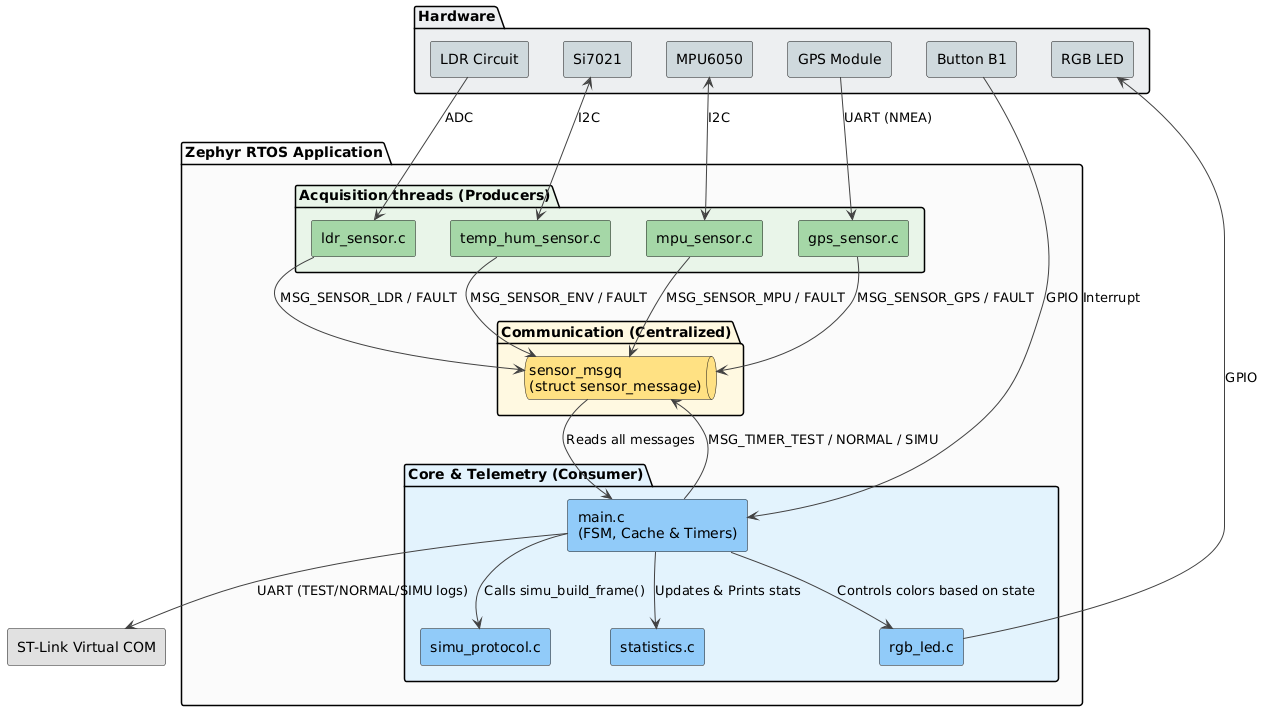 Hardware
LDR Circuit
Si7021
MPU6050
GPS Module
Button B1
RGB LED
ADC
I2C
I2C
UART (NMEA)
Zephyr RTOS Application
Acquisition threads (Producers)
ldr_sensor.c
temp_hum_sensor.c
mpu_sensor.c
gps_sensor.c
MSG_SENSOR_LDR / FAULT
MSG_SENSOR_ENV / FAULT
MSG_SENSOR_MPU / FAULT
MSG_SENSOR_GPS / FAULT
GPIO Interrupt
Communication (Centralized)
sensor_msgq
(struct sensor_message)
GPIO
Reads all messages
MSG_TIMER_TEST / NORMAL / SIMU
Core & Telemetry (Consumer)
main.c
(FSM, Cache & Timers)
UART (TEST/NORMAL/SIMU logs)
Calls simu_build_frame()
Updates & Prints stats
Controls colors based on state
ST-Link Virtual COM
simu_protocol.c
statistics.c
rgb_led.c